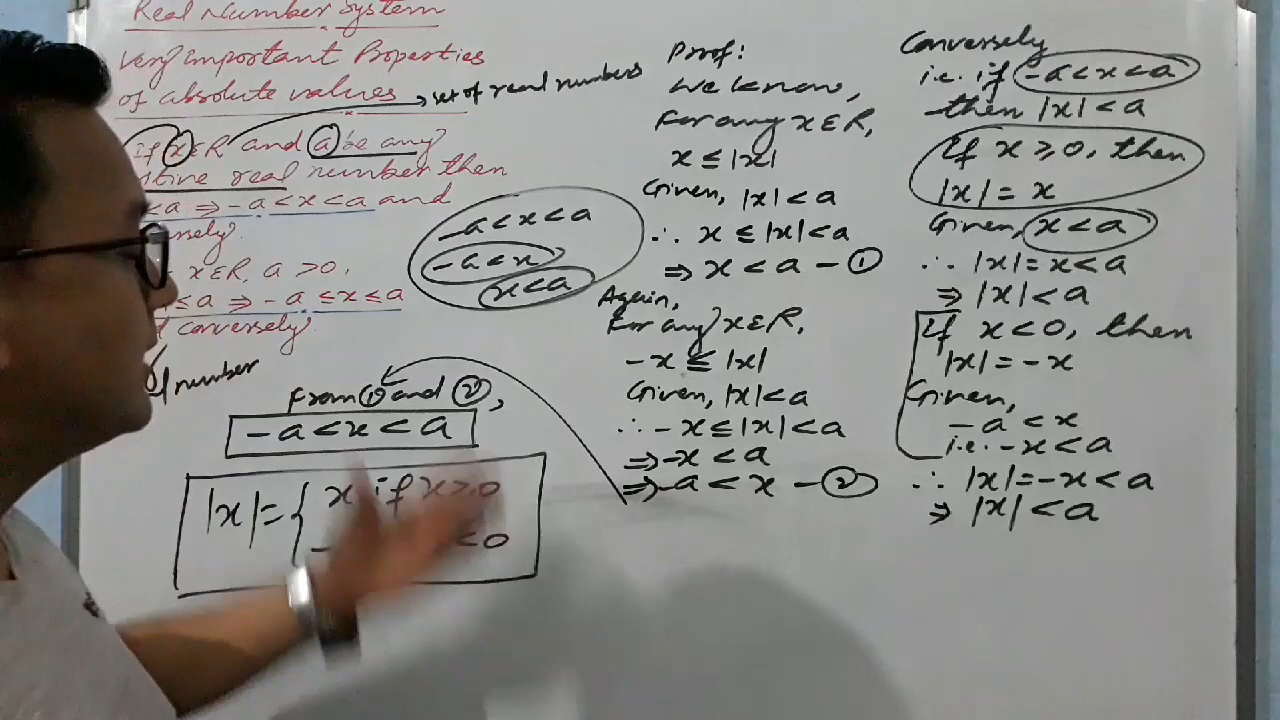 Real Number System
Very important Properties
of absolute values → set of real numbers
if x∈R and a be any
itive real number then
<a ⇒ -a<x<a and
ersely.
x∈R, a >0.
≤a ⇒ -a ≤x≤a
conversely.
number
-a<x<a
-a<x
x<a
From ① and ②,
-a<x<a
|x|={ x if x≥0
- <0
Proof:
We know,
For any x∈R,
x≤|x|
Given, |x|<a
∴ x≤|x|<a
⇒ x<a - ①
Again,
For any x∈R,
-x≤|x|
Given, |x|<a
∴ -x≤|x|<a
⇒ -x<a
⇒ -a<x - ②
Conversely
i.e. if -a<x<a
then |x|<a
If x≥0, then
|x|=x
Given, x<a
∴ |x|=x<a
⇒ |x|<a
If x<0, then
|x|=-x
Given,
-a<x
i.e. -x<a
∴ |x|=-x<a
⇒ |x|<a